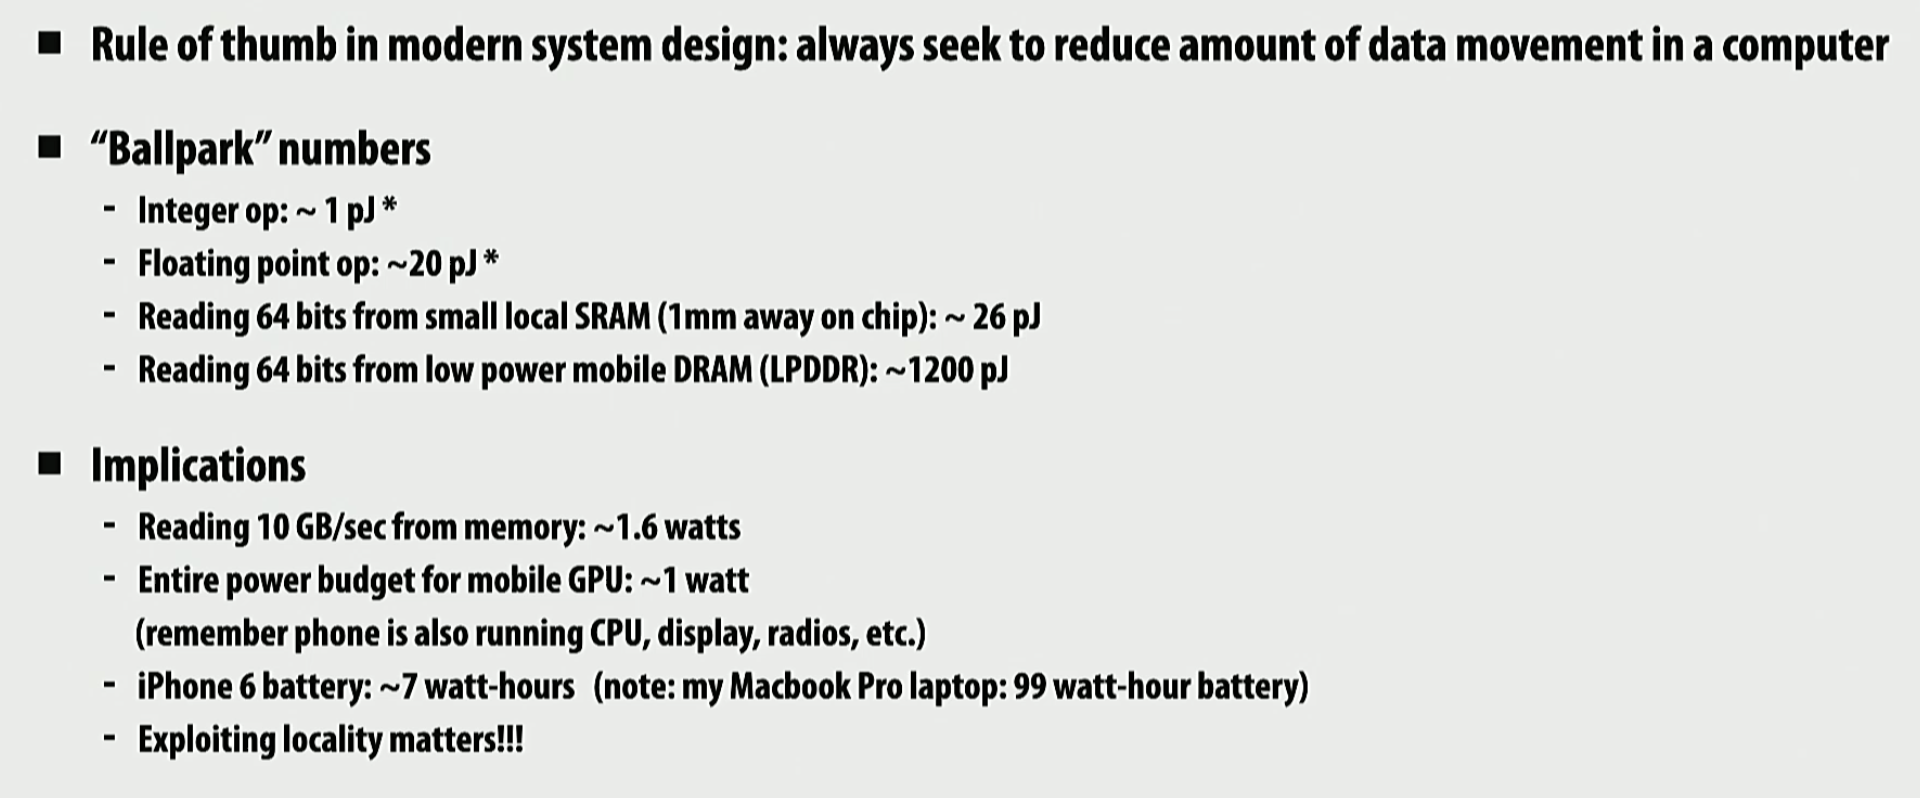 ■ Rule of thumb in modern system design: always seek to reduce amount of data movement in a computer
■ “Ballpark” numbers
- Integer op: ~ 1 pJ *
- Floating point op: ~20 pJ *
- Reading 64 bits from small local SRAM (1mm away on chip): ~ 26 pJ
- Reading 64 bits from low power mobile DRAM (LPDDR): ~1200 pJ
■ Implications
- Reading 10 GB/sec from memory: ~1.6 watts
- Entire power budget for mobile GPU: ~1 watt
(remember phone is also running CPU, display, radios, etc.)
- iPhone 6 battery: ~7 watt-hours (note: my Macbook Pro laptop: 99 watt-hour battery)
- Exploiting locality matters!!!